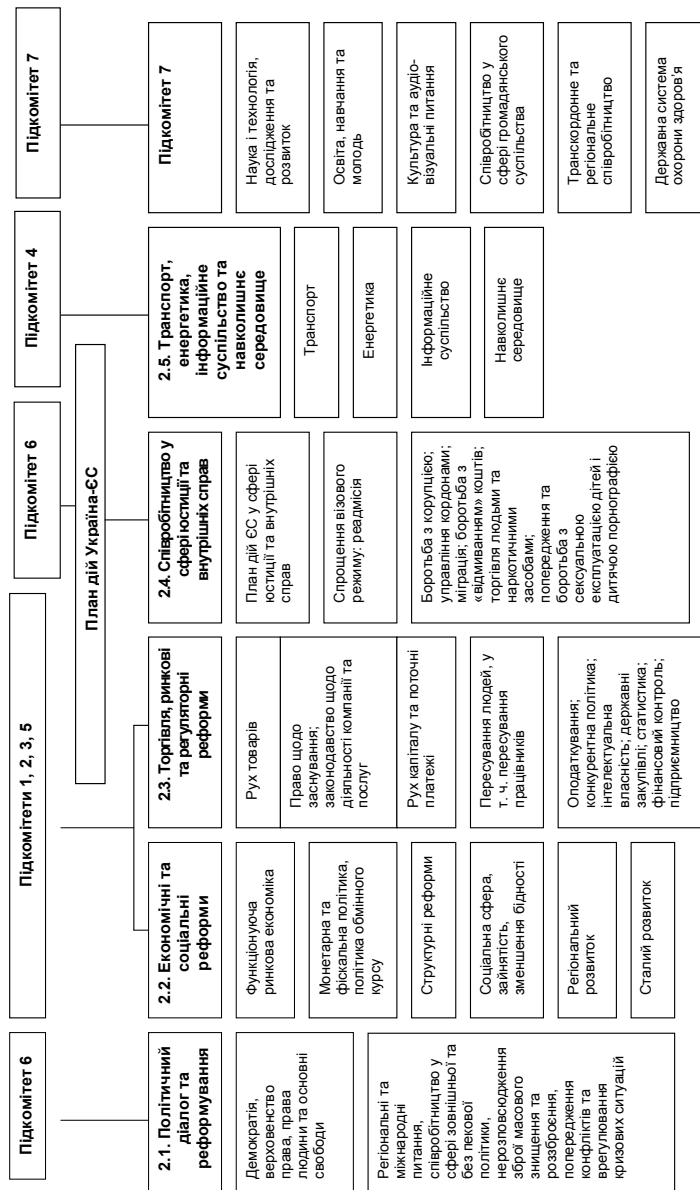 Підкомітет 6
Підкомітети 1, 2, 3, 5
Підкомітет 6
Підкомітет 4
Підкомітет 7
План дій Україна-ЄС
2.1. Політичний
діалог та
реформування
Демократія,
верховенство
права, права
людини та основні
свободи
Регіональні та
міжнародні
питання,
співробітництво у
сфері зовнішньої та
без пекової
політики,
нерозповсюдження
зброї масового
знищення та
роззброєння,
попередження
конфліктів та
врегулювання
кризових ситуацій
2.2. Економічні та
соціальні
реформи
Функціонуюча
ринкова економіка
Монетарна та
фіскальна політика,
політика обмінного
курсу
Структурні реформи
Соціальна сфера,
зайнятість,
зменшення бідності
Регіональний
розвиток
Сталий розвиток
2.3. Торгівля, ринкові
та регуляторні
реформи
Рух товарів
Право щодо
заснування;
законодавство щодо
діяльності компанії та
послуг
Рух капіталу та поточні
платежі
Пересування людей, у
т. ч. пересування
працівників
Оподаткування;
конкурентна політика;
інтелектуальна
власність; державні
закупівлі; статистика;
фінансовий контроль;
підприємництво
2.4. Співробітництво у
сфері юстиції та
внутрішніх справ
План дій ЄС у сфері
юстиції та внутрішніх
справ
Спрощення візового
режиму: реадмісія
Боротьба з корупцією;
управління кордонами;
міграція; боротьба з
«відмиванням» коштів;
торгівля людьми та
наркотичними
засобами;
попередження та
боротьба з
сексуальною
експлуатацією дітей і
дитячою порнографією
2.5. Транспорт,
енергетика,
інформаційне
суспільство та
навколишнє
середовище
Транспорт
Енергетика
Інформаційне
суспільство
Навколишнє
середовище
Підкомітет 7
Наука і технологія,
дослідження та
розвиток
Освіта, навчання та
молодь
Культура та аудіо-
візуальні питання
Співробітництво у
сфері громадянського
суспільства
Транскордонне та
регіональне
співробітництво
Державна система
охорони здоров'я